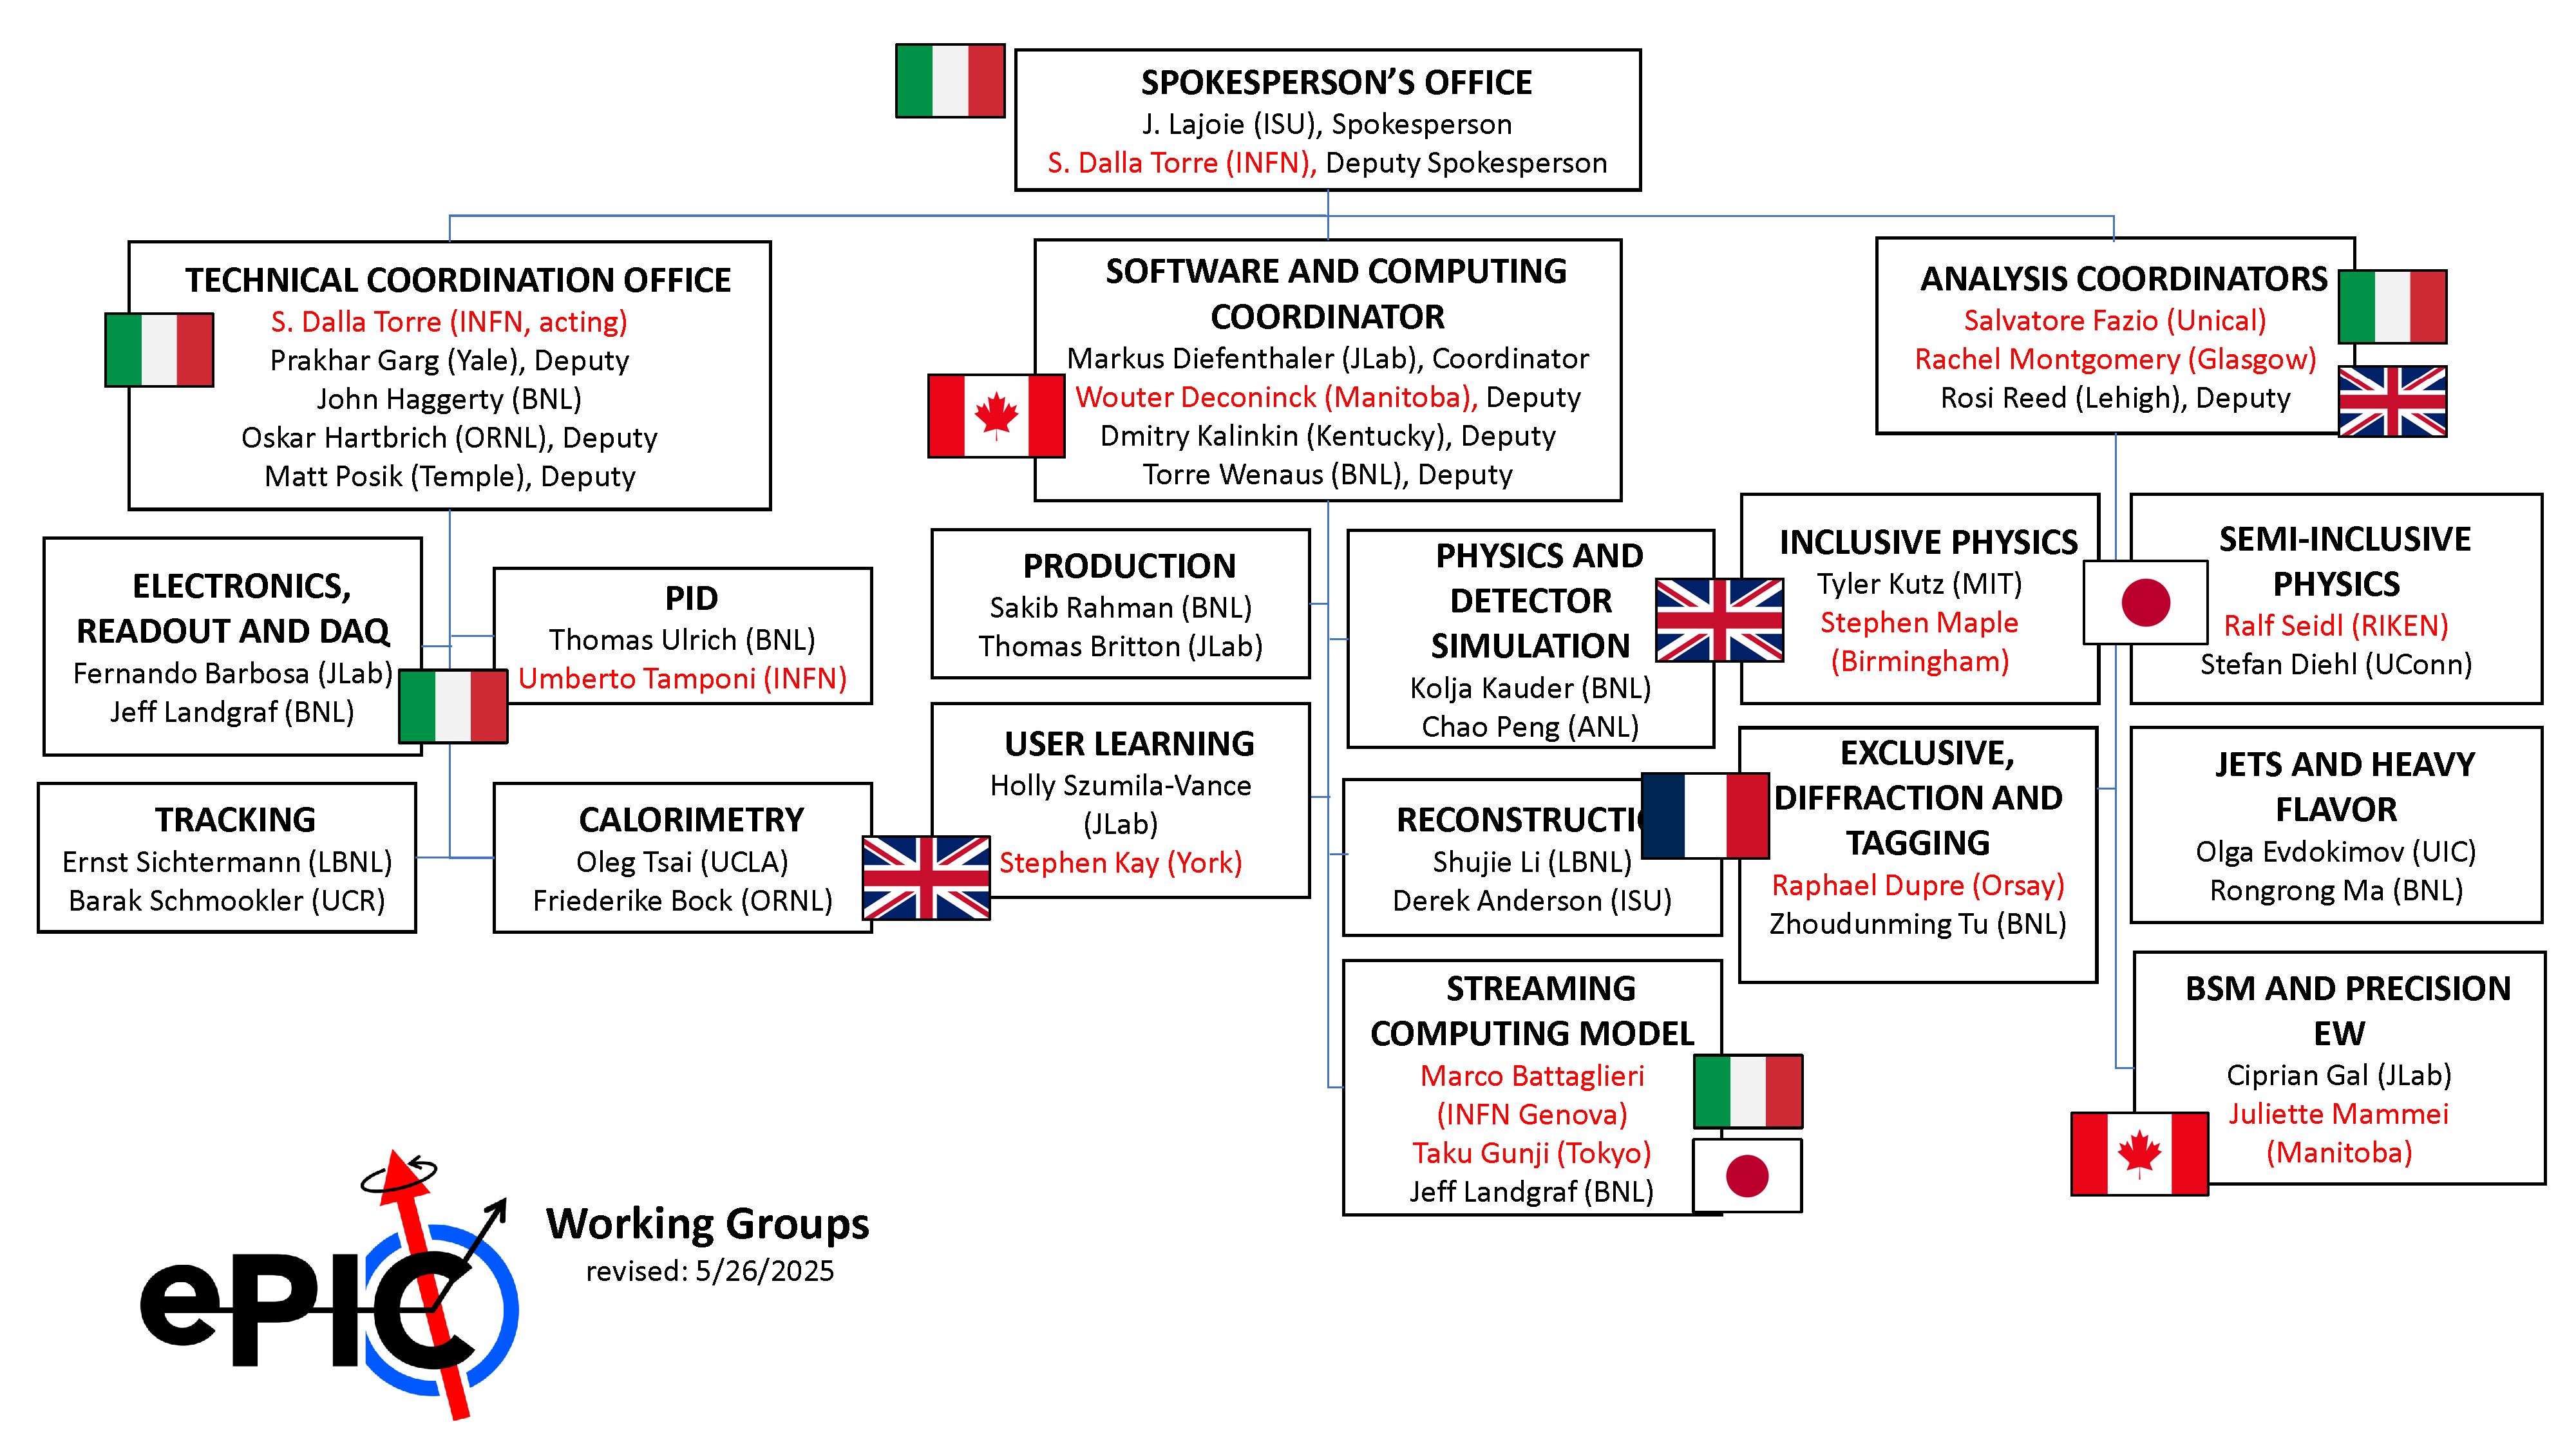 SPOKESPERSON’S OFFICE
J. Lajoie (ISU), Spokesperson
S. Dalla Torre (INFN), Deputy Spokesperson
TECHNICAL COORDINATION OFFICE
S. Dalla Torre (INFN, acting)
Prakhar Garg (Yale), Deputy
John Haggerty (BNL)
Oskar Hartbrich (ORNL), Deputy
Matt Posik (Temple), Deputy
SOFTWARE AND COMPUTING
COORDINATOR
Markus Diefenthaler (JLab), Coordinator
Wouter Deconinck (Manitoba), Deputy
Dmitry Kalinkin (Kentucky), Deputy
Torre Wenaus (BNL), Deputy
ANALYSIS COORDINATORS
Salvatore Fazio (Unical)
Rachel Montgomery (Glasgow)
Rosi Reed (Lehigh), Deputy
ELECTRONICS,
READOUT AND DAQ
Fernando Barbosa (JLab)
Jeff Landgraf (BNL)
PID
Thomas Ulrich (BNL)
Umberto Tamponi (INFN)
TRACKING
Ernst Sichtermann (LBNL)
Barak Schmookler (UCR)
CALORIMETRY
Oleg Tsai (UCLA)
Friederike Bock (ORNL)
PRODUCTION
Sakib Rahman (BNL)
Thomas Britton (JLab)
PHYSICS AND
DETECTOR
SIMULATION
Kolja Kauder (BNL)
Chao Peng (ANL)
USER LEARNING
Holly Szumila-Vance
(JLab)
Stephen Kay (York)
RECONSTRUCTI
Shujie Li (LBNL)
Derek Anderson (ISU)
STREAMING
COMPUTING MODEL
Marco Battaglieri
(INFN Genova)
Taku Gunji (Tokyo)
Jeff Landgraf (BNL)
INCLUSIVE PHYSICS
Tyler Kutz (MIT)
Stephen Maple
(Birmingham)
SEMI-INCLUSIVE
PHYSICS
Ralf Seidl (RIKEN)
Stefan Diehl (UConn)
EXCLUSIVE,
DIFFRACTION AND
TAGGING
Raphael Dupre (Orsay)
Zhoudunming Tu (BNL)
JETS AND HEAVY
FLAVOR
Olga Evdokimov (UIC)
Rongrong Ma (BNL)
BSM AND PRECISION
EW
Ciprian Gal (JLab)
Juliette Mammei
(Manitoba)
ePIC
Working Groups
revised: 5/26/2025